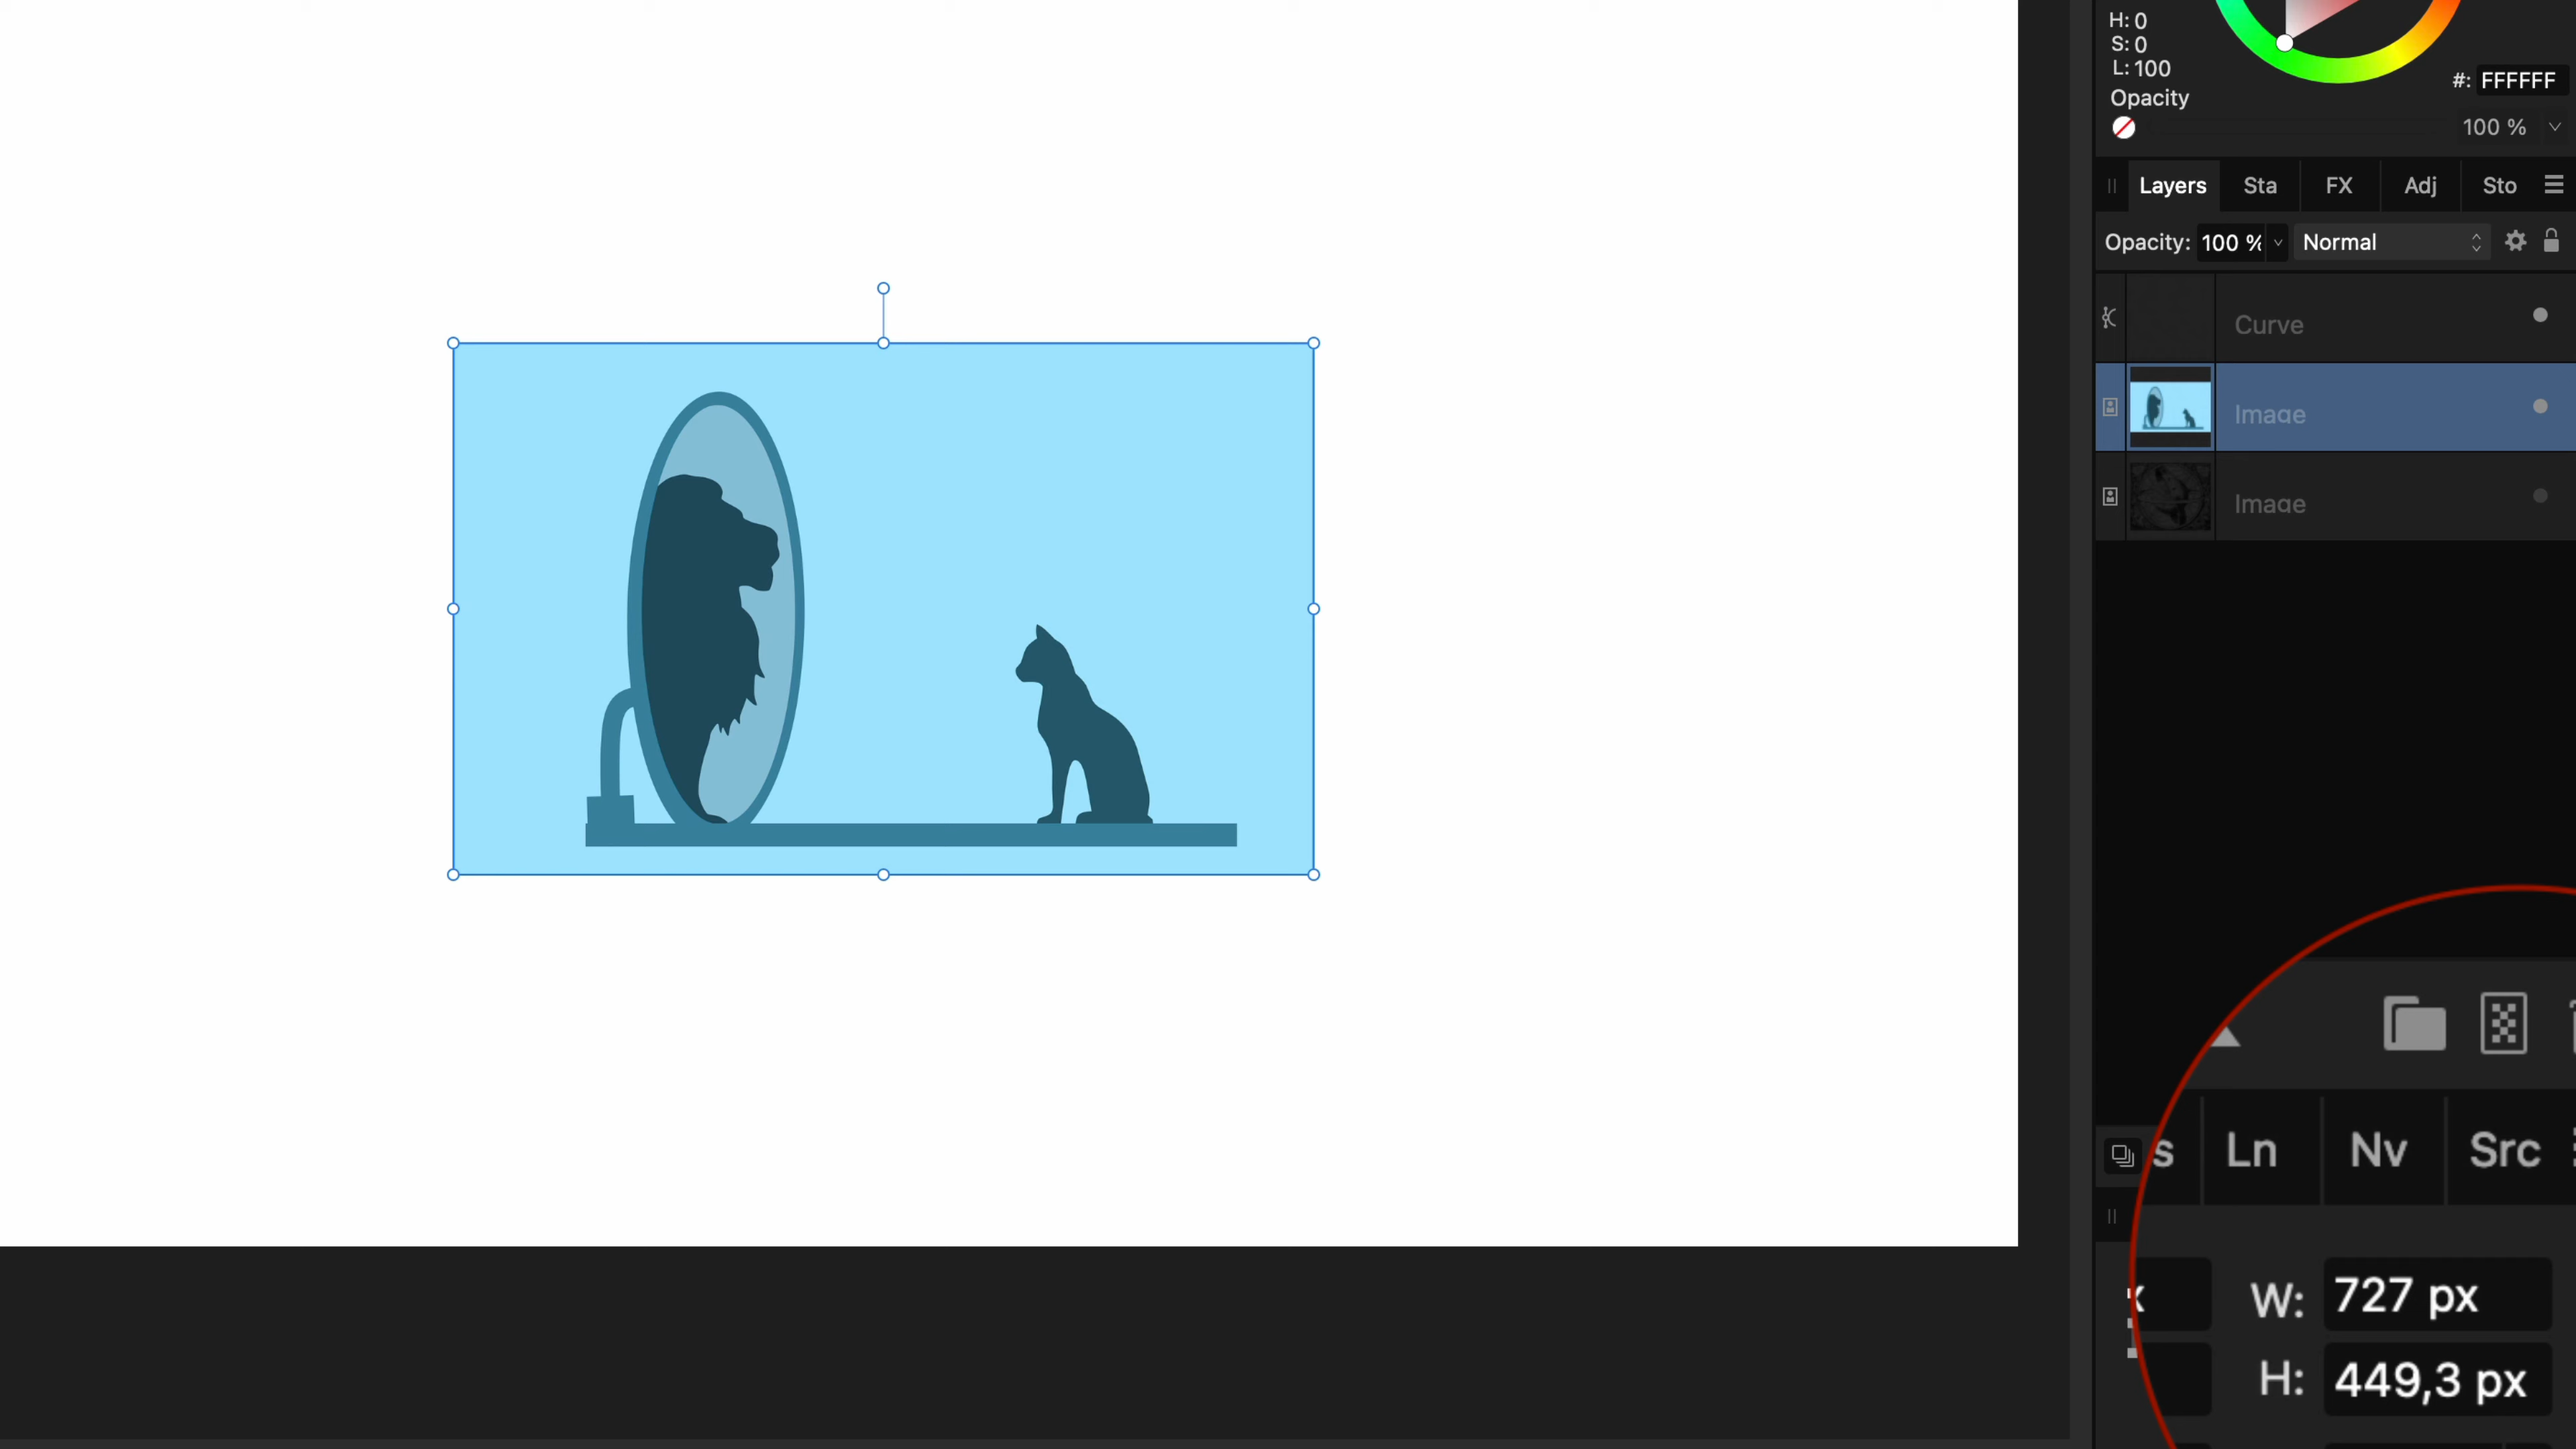 H: 0
S: 0
L: 100
#: FFFFFF
Opacity
100 %
Layers Sta FX Adj Sto
Opacity: 100 % Normal
Curve
Image
Image
s Ln Nv Src
x W: 727 px
H: 449,3 px